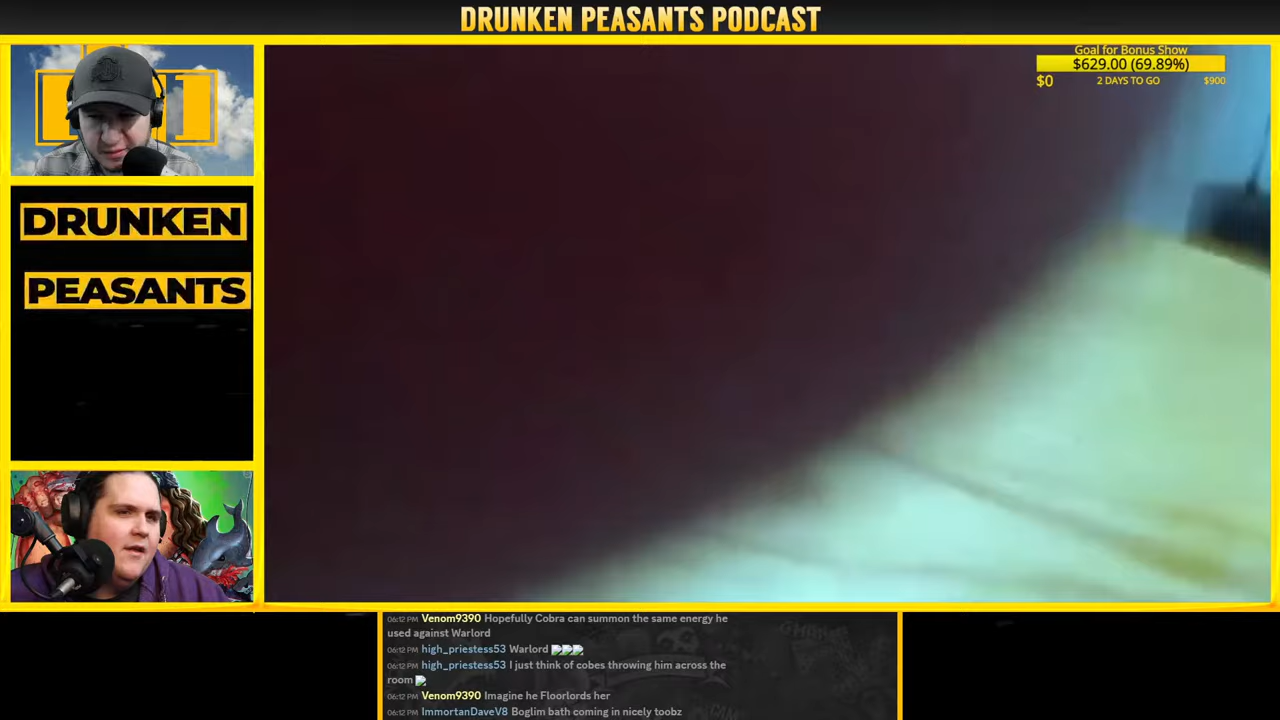 DRUNKEN PEASANTS PODCAST
Goal for Bonus Show
$629.00 (69.89%)
$0 2 DAYS TO GO $900
DRUNKEN
PEASANTS
06:12 PM Venom9390 Hopefully Cobra can summon the same energy he
used against Warlord
06:12 PM high_priestess53 Warlord
06:12 PM high_priestess53 I just think of cobes throwing him across the
room
06:12 PM Venom9390 Imagine he Floorlords her
06:12 PM ImmortanDaveV8 Boglim bath coming in nicely toobz